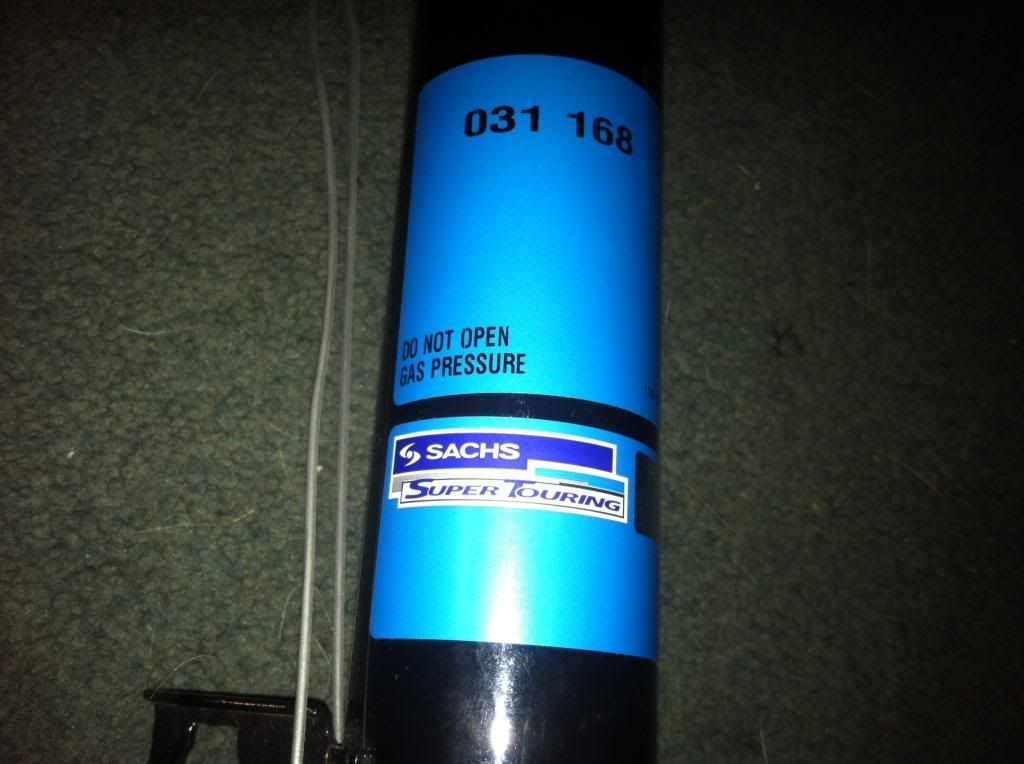 031 168
DO NOT OPEN
GAS PRESSURE
SACHS
SUPER TOURING